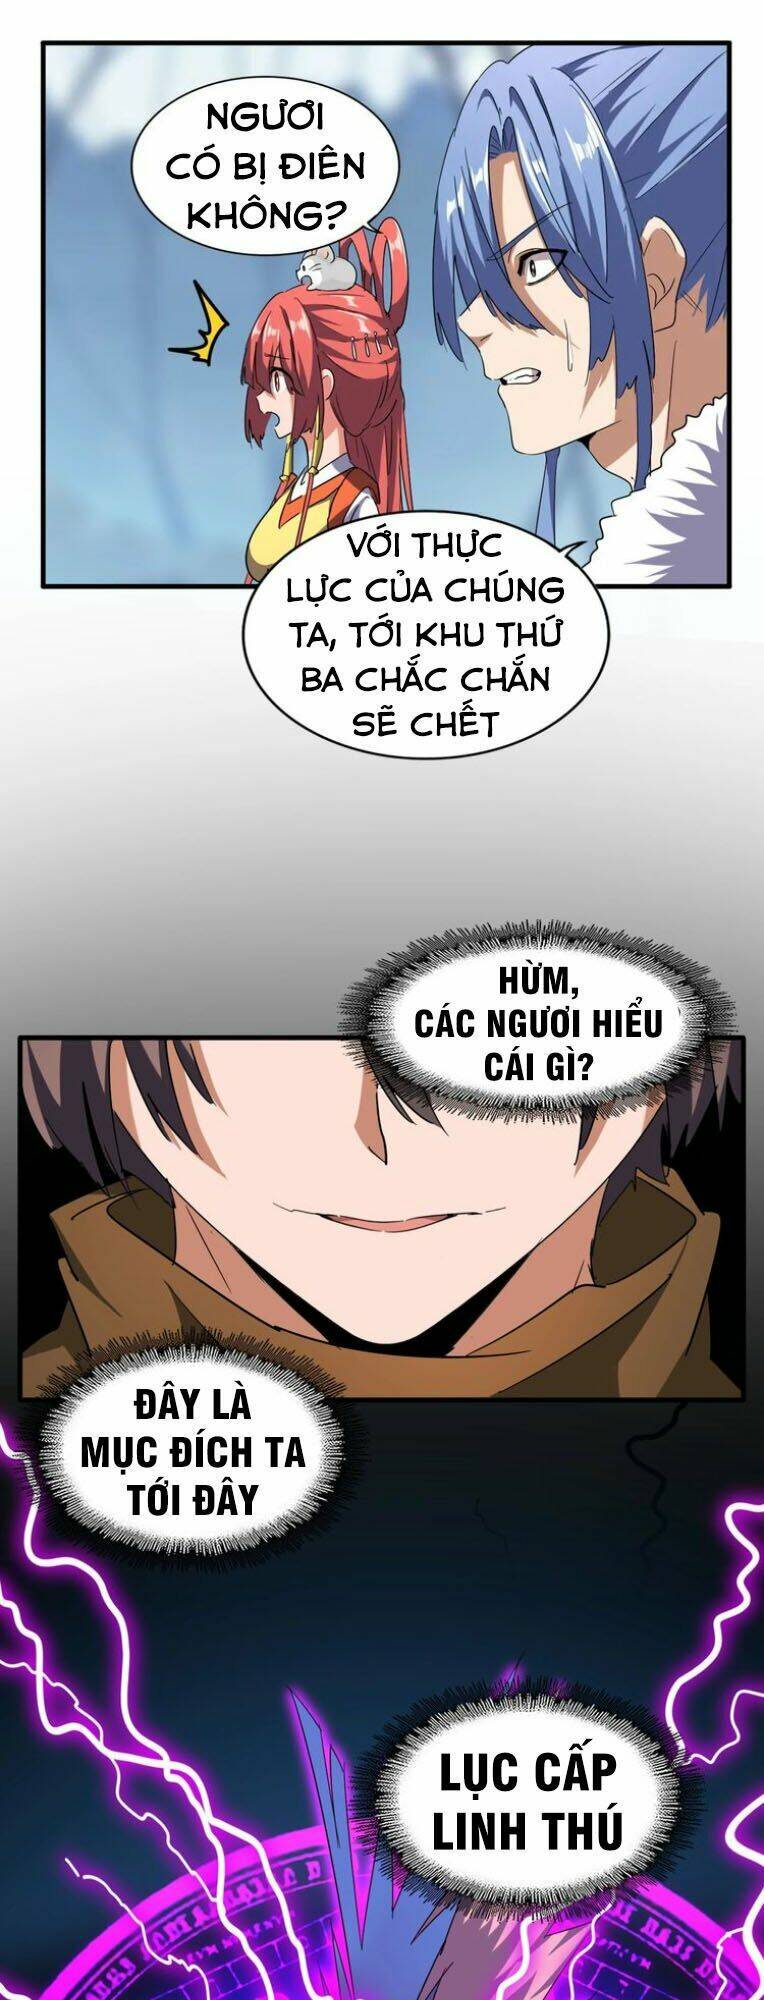 NGƯƠI
CÓ BỊ ĐIÊN
KHÔNG?
VỚI THỰC
LỰC CỦA CHÚNG
TA, TỚI KHU THỨ
BA CHẮC CHẮN
SẼ CHẾT
HỪM,
CÁC NGƯƠI HIỂU
CÁI GÌ?
ĐÂY LÀ
MỤC ĐÍCH TA
TỚI ĐÂY
LỤC CẤP
LINH THÚ